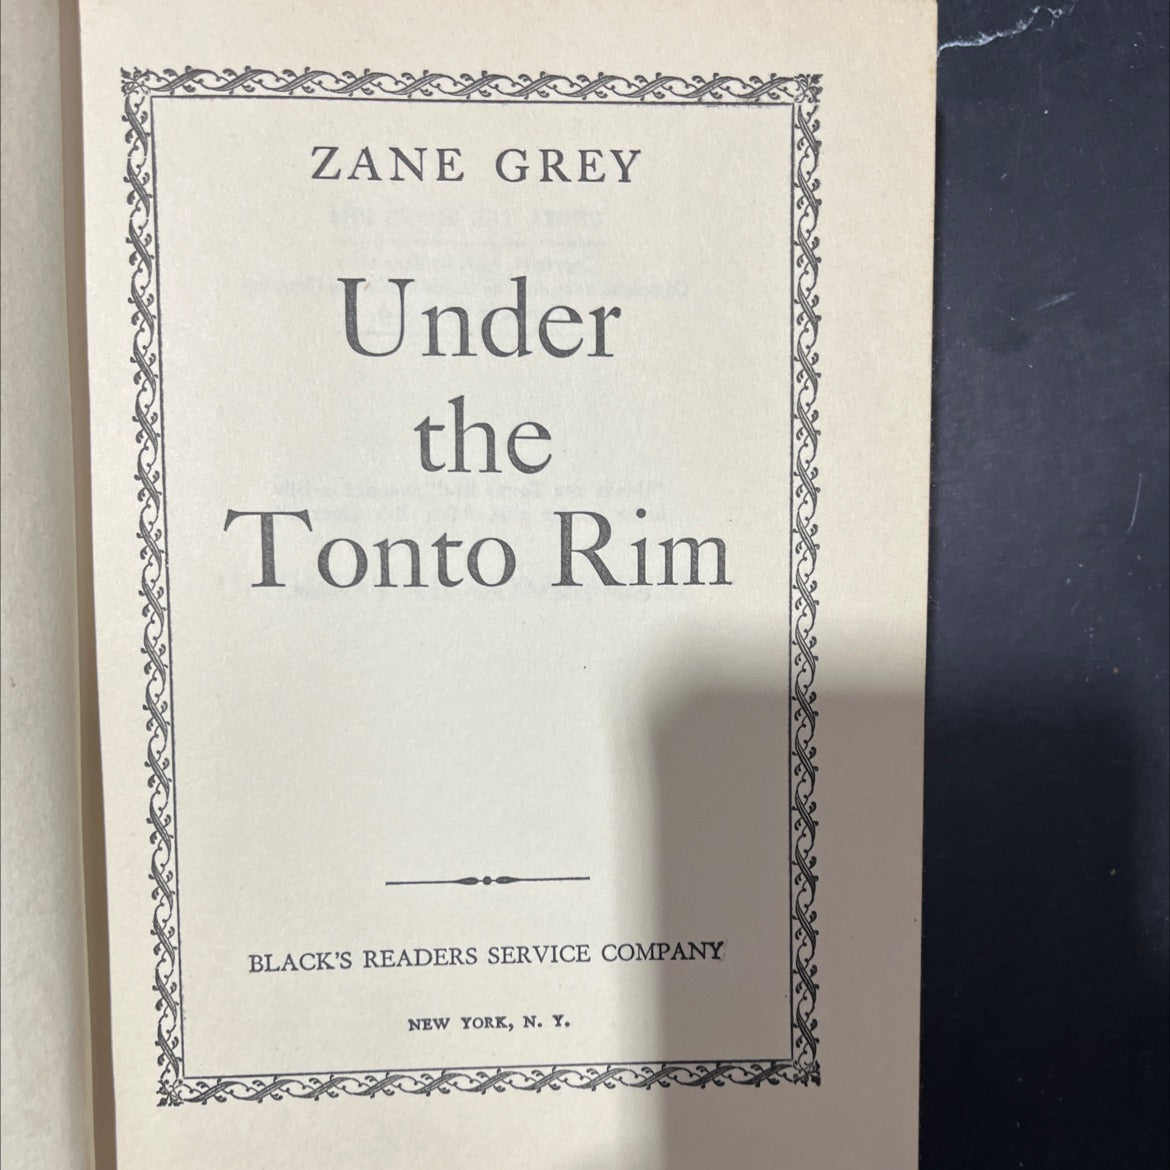 ZANE GREY
Under
the
Tonto Rim
BLACK'S READERS SERVICE COMPANY
NEW YORK, N. Y.